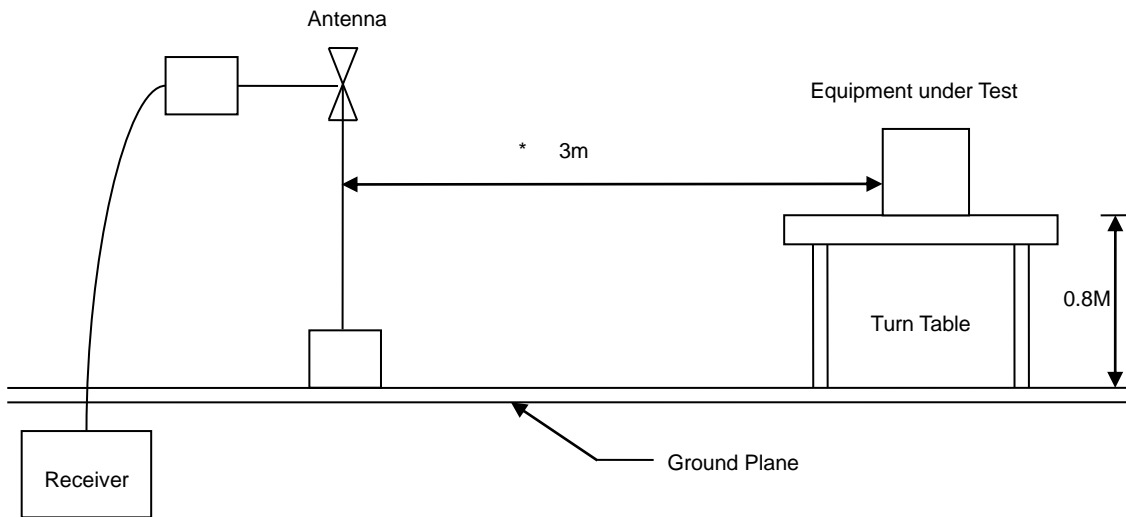 Antenna
Equipment under Test
* 3m
0.8M
Turn Table
Ground Plane
Receiver